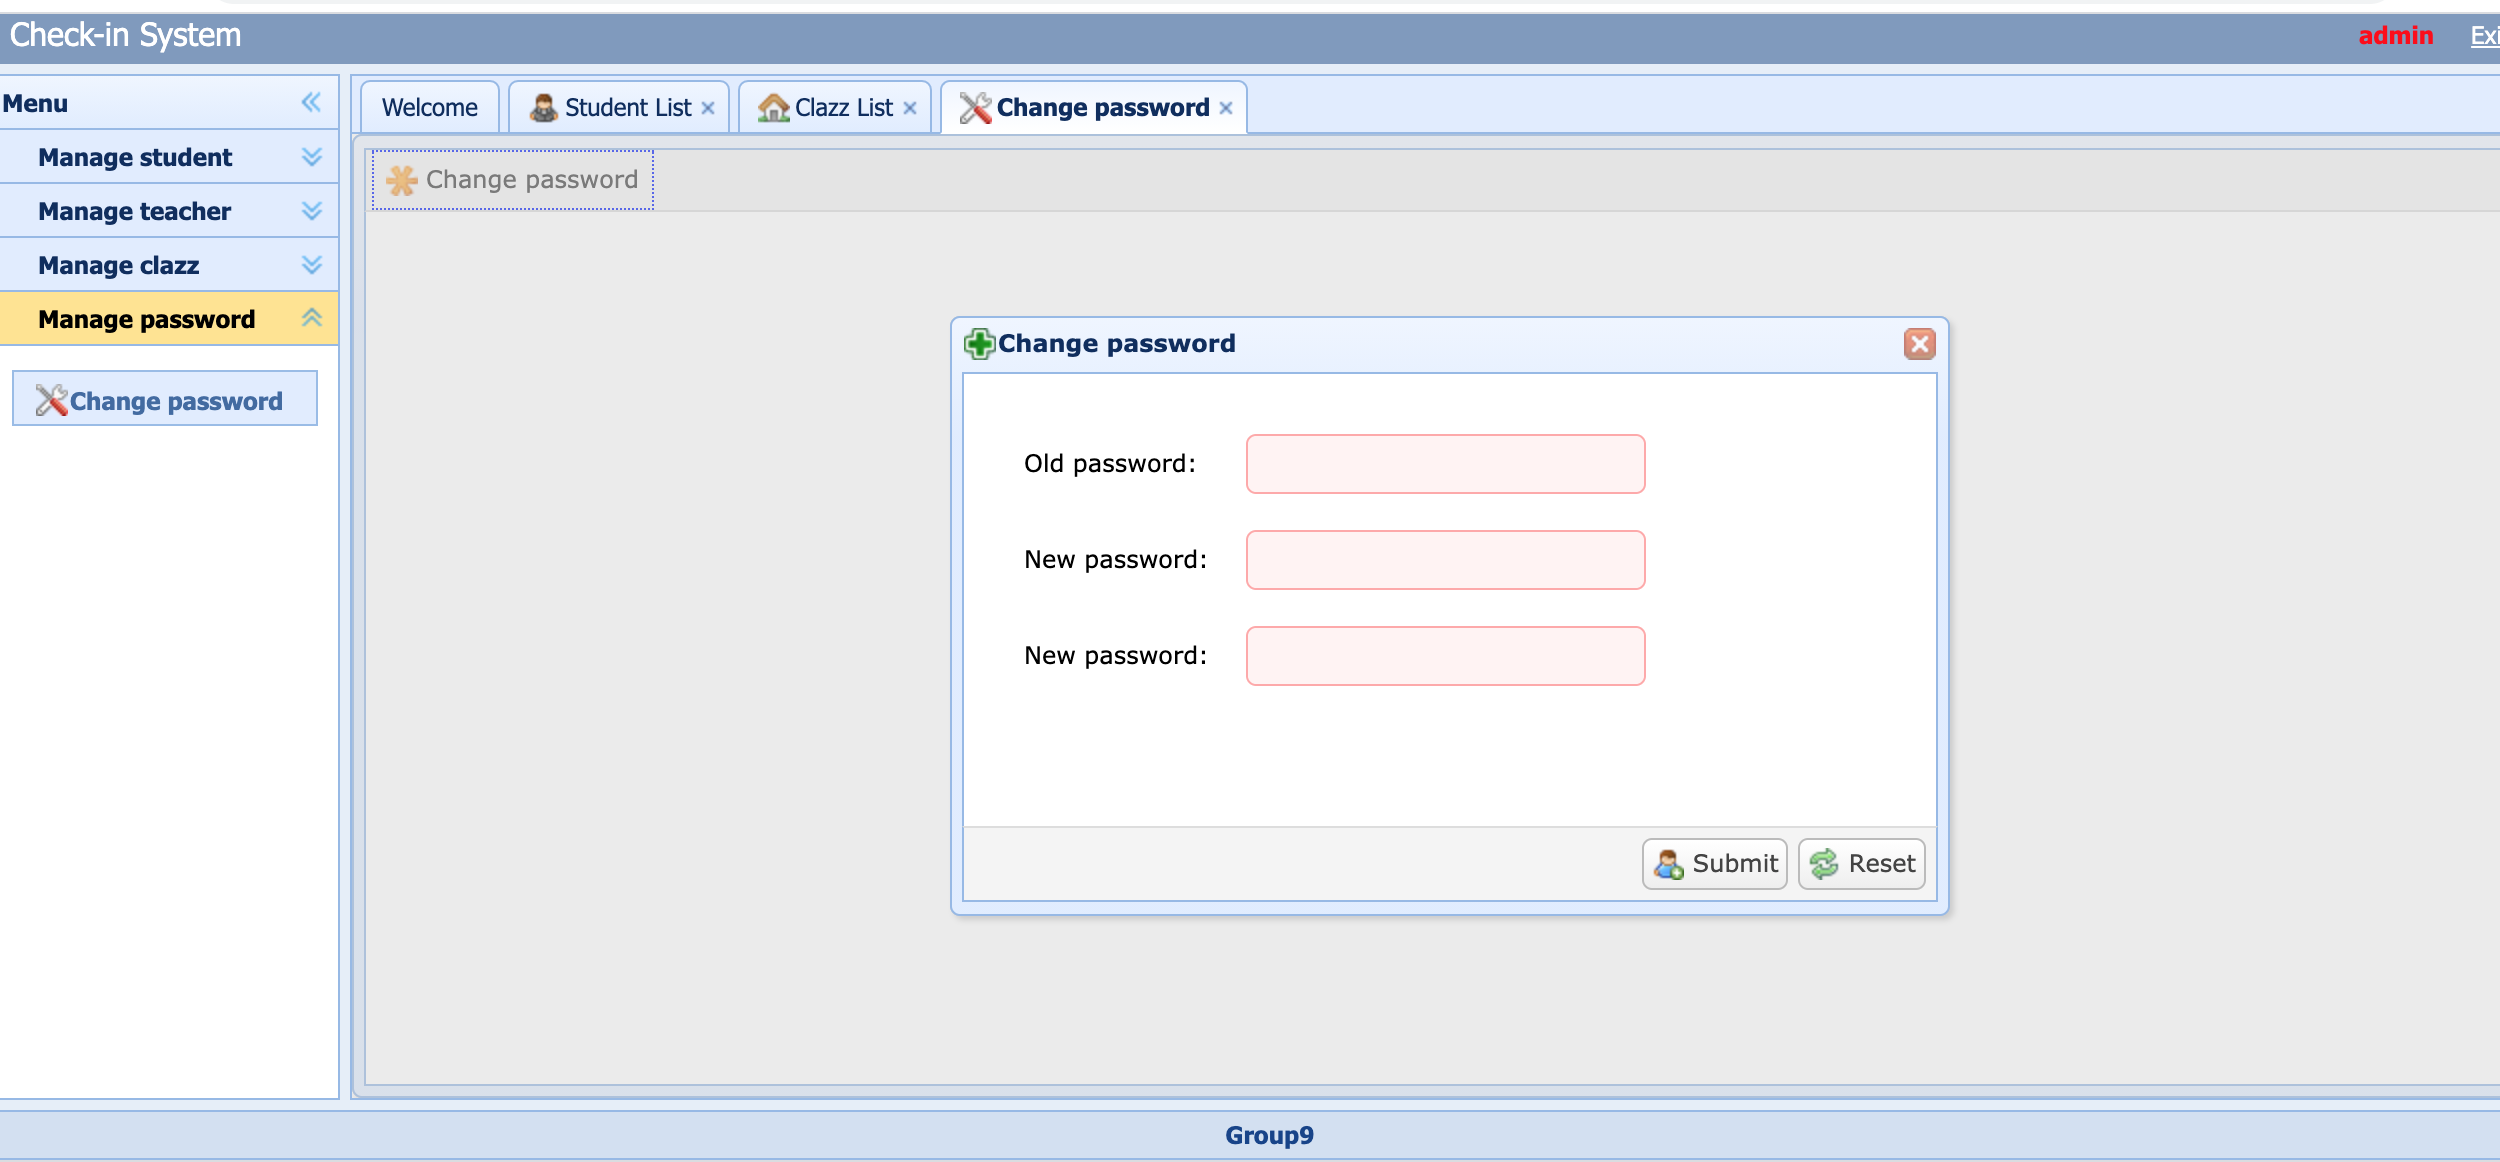 Check-in System
admin
Exi
Menu
Welcome
Student List
Clazz List
Change password
Manage student
Manage teacher
Manage clazz
Manage password
Change password
Change password
Change password
Old password:
New password:
New password:
Submit
Reset
Group9